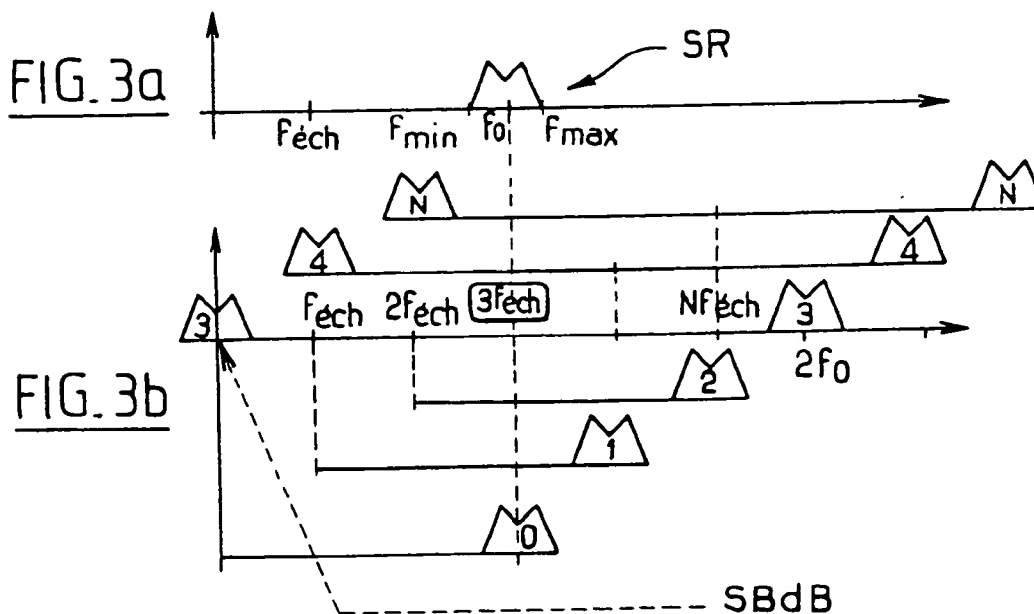 FIG. 3a
SR
féch fmin f0 fmax
N N
4 4
féch 2féch 3féch Nféch
3 3
2f0
FIG. 3b
2
1
0
SBdB